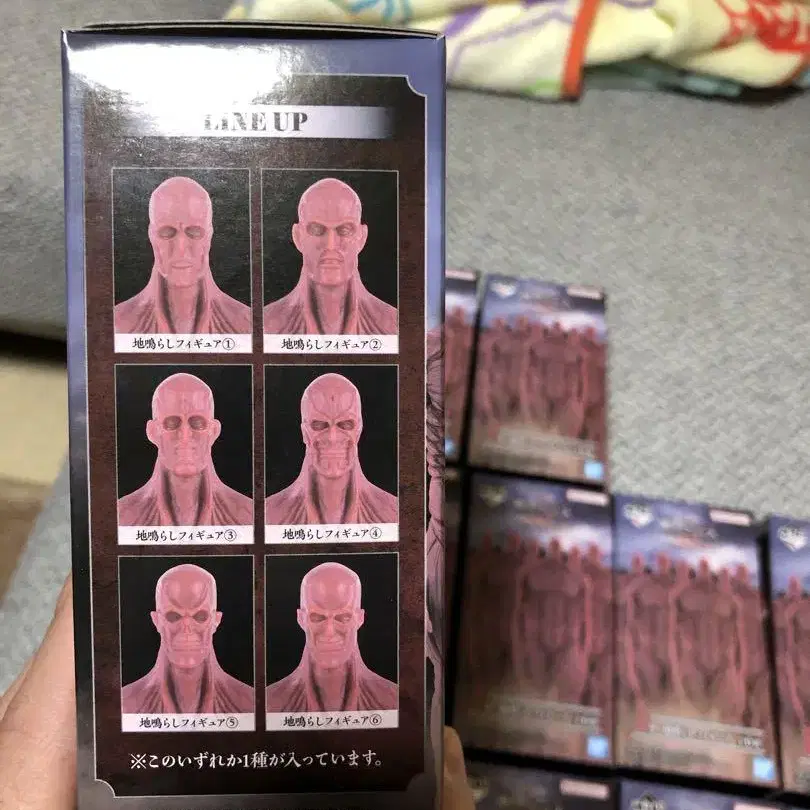 LINE UP
地鳴らしフィギュア①
地鳴らしフィギュア②
地鳴らしフィギュア③
地鳴らしフィギュア④
地鳴らしフィギュア⑤
地鳴らしフィギュア⑥
※このいずれか1種が入っています。